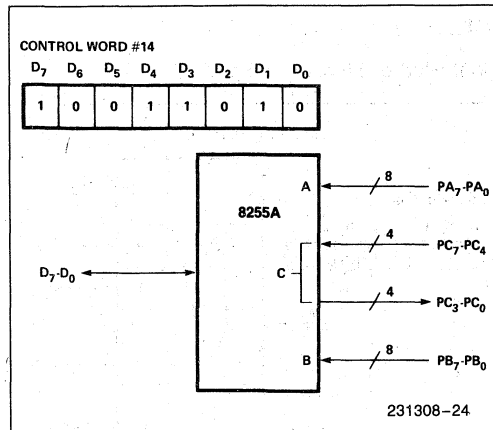 CONTROL WORD #14
D7 D6 D5 D4 D3 D2 D1 D0
1 0 0 1 1 0 1 0
8255A
A 8 PA7-PA0
4 PC7-PC4
D7-D0 C
4 PC3-PC0
B 8 PB7-PB0
231308–24